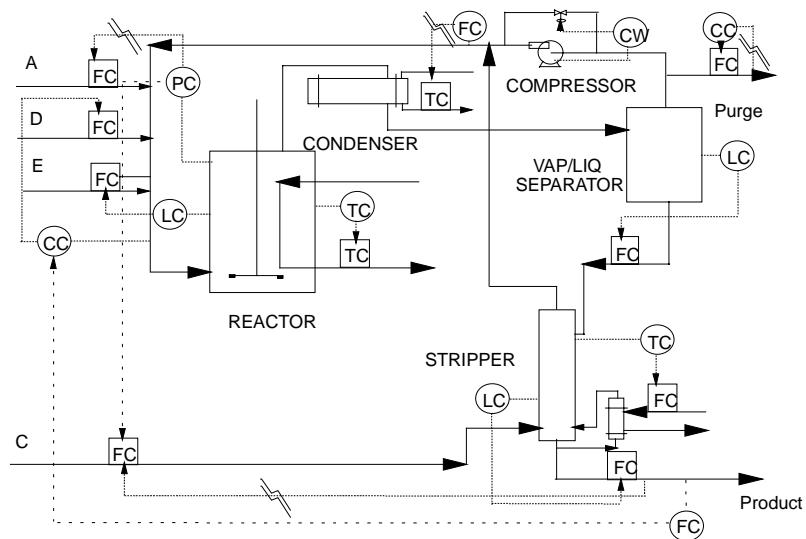 FC
CC
A
FC
PC
CW
FC
COMPRESSOR
TC
D
FC
CONDENSER
Purge
E
FC
VAP/LIQ
SEPARATOR
LC
LC
TC
CC
TC
FC
REACTOR
STRIPPER
TC
LC
FC
C
FC
FC
Product
FC